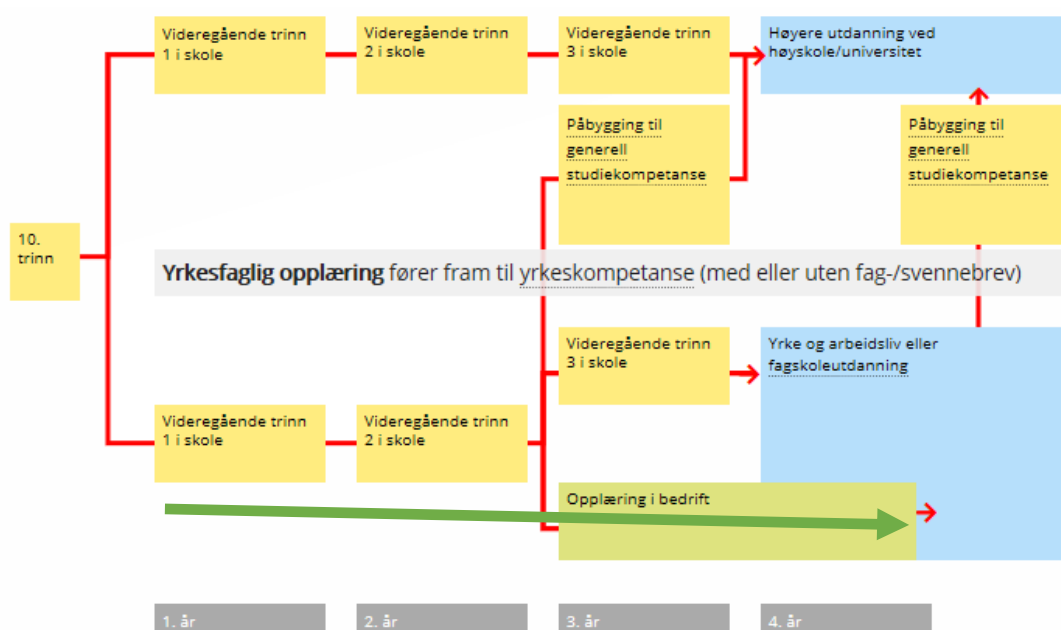 Videregående trinn
1 i skole
Videregående trinn
2 i skole
Videregående trinn
3 i skole
Høyere utdanning ved
høyskole/universitet
Påbygging til
generell
studiekompetanse
Påbygging til
generell
studiekompetanse
10.
trinn
Yrkesfaglig opplæring fører fram til yrkeskompetanse (med eller uten fag-/svennebrev)
Videregående trinn
3 i skole
Yrke og arbeidsliv eller
fagskoleutdanning
Videregående trinn
1 i skole
Videregående trinn
2 i skole
Opplæring i bedrift
1. år
2. år
3. år
4. år